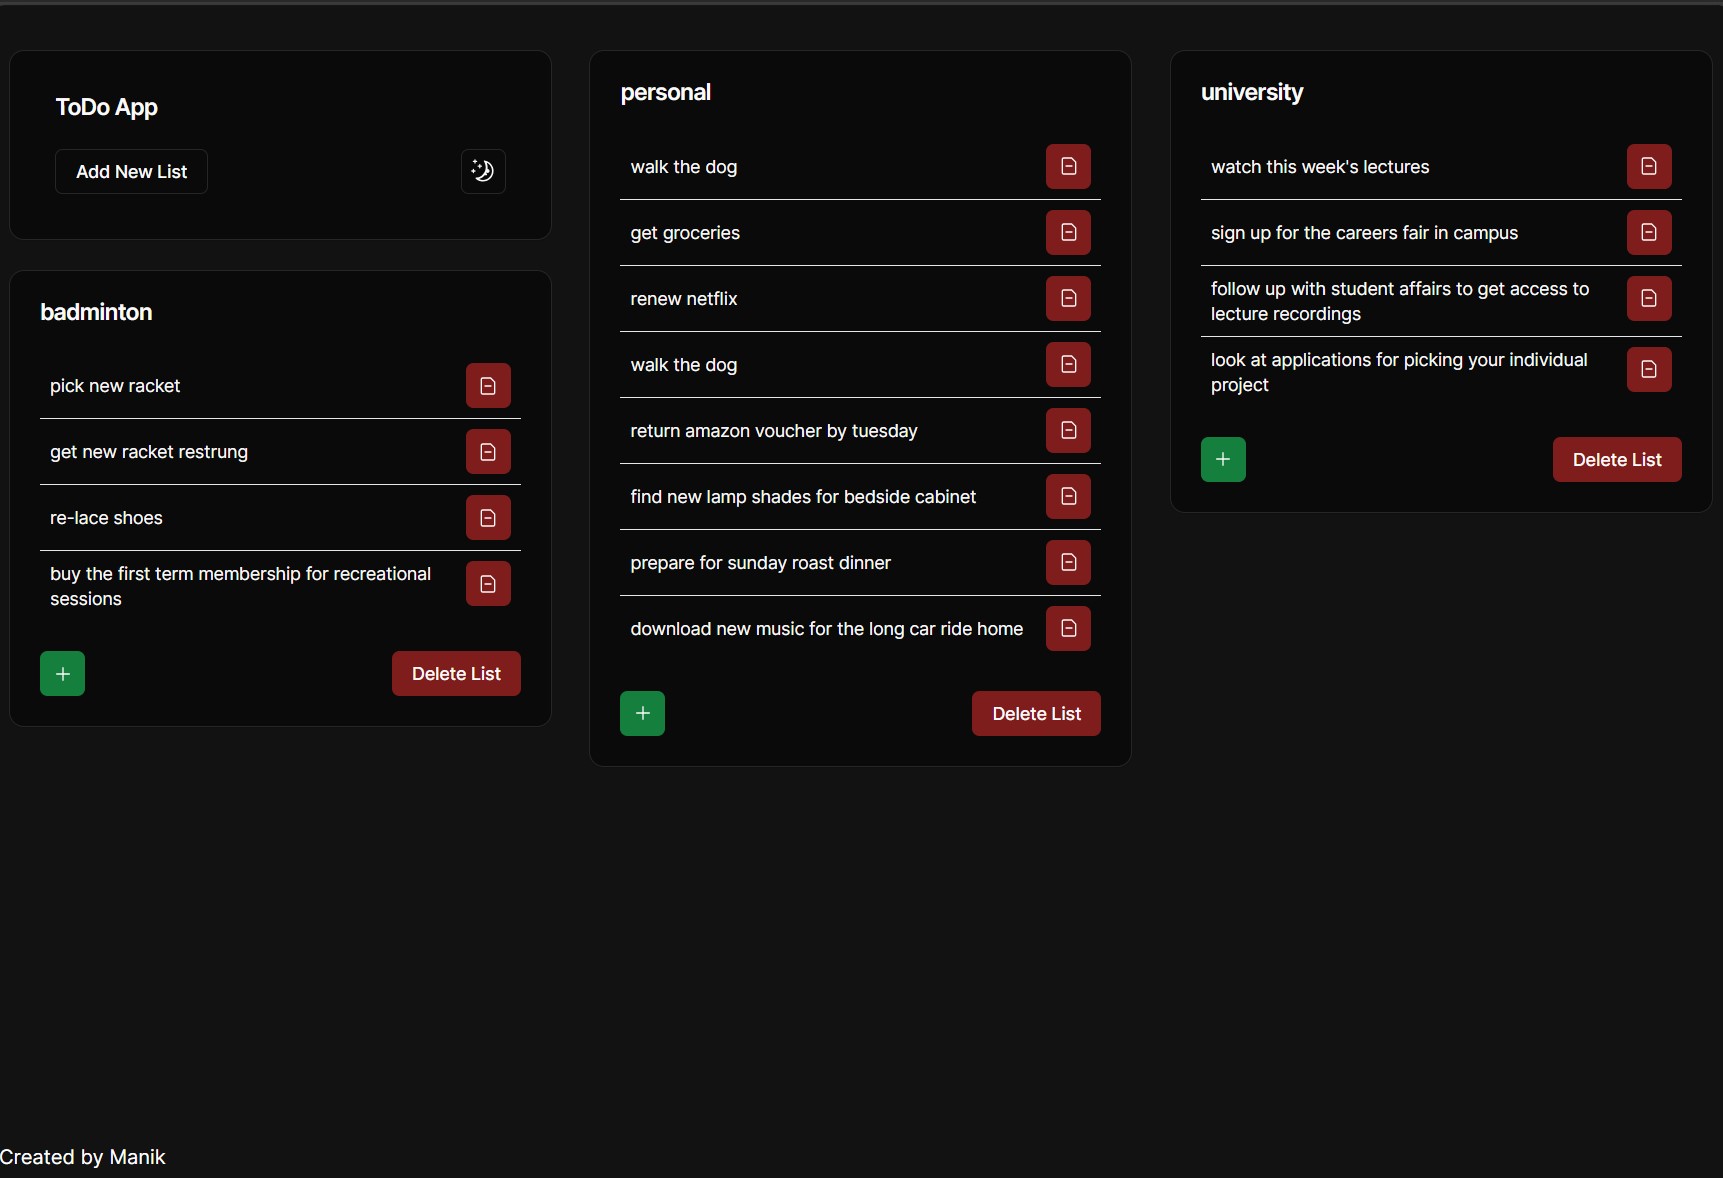 ToDo App
Add New List
badminton
pick new racket
get new racket restrung
re-lace shoes
buy the first term membership for recreational
sessions
Delete List
personal
walk the dog
get groceries
renew netflix
walk the dog
return amazon voucher by tuesday
find new lamp shades for bedside cabinet
prepare for sunday roast dinner
download new music for the long car ride home
Delete List
university
watch this week's lectures
sign up for the careers fair in campus
follow up with student affairs to get access to
lecture recordings
look at applications for picking your individual
project
Delete List
Created by Manik